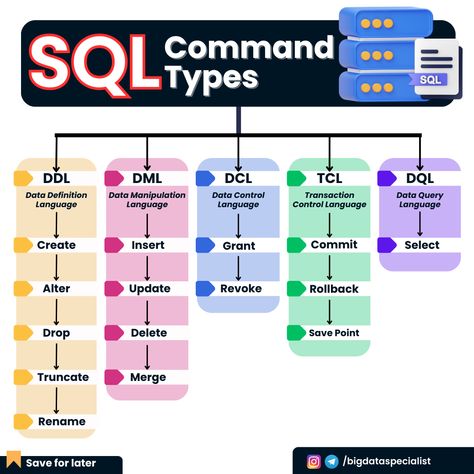 SQL Command
Types
SQL
DDL
Data Definition
Language
Create
Alter
Drop
Truncate
Rename
DML
Data Manipulation
Language
Insert
Update
Delete
Merge
DCL
Data Control
Language
Grant
Revoke
TCL
Transaction
Control Language
Commit
Rollback
Save Point
DQL
Data Query
Language
Select
Save for later
/bigdataspecialist